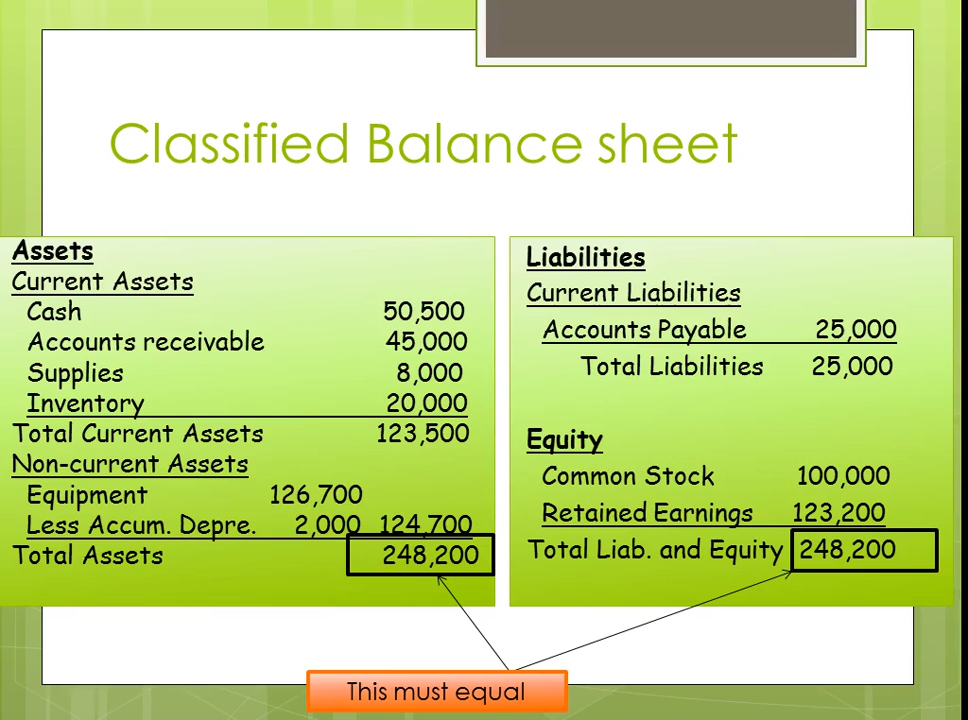 Classified Balance sheet
Assets
Current Assets
Cash 50,500
Accounts receivable 45,000
Supplies 8,000
Inventory 20,000
Total Current Assets 123,500
Non-current Assets
Equipment 126,700
Less Accum. Depre. 2,000 124,700
Total Assets 248,200
Liabilities
Current Liabilities
Accounts Payable 25,000
Total Liabilities 25,000
Equity
Common Stock 100,000
Retained Earnings 123,200
Total Liab. and Equity 248,200
This must equal